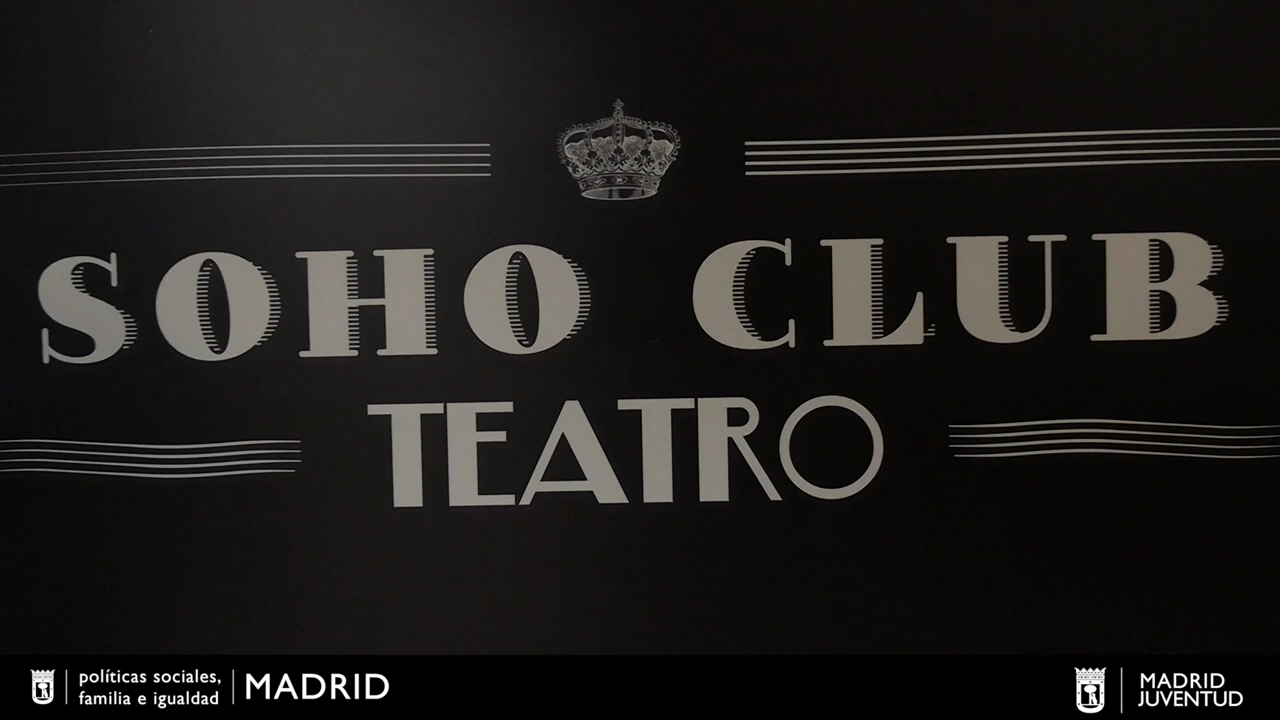 SOHO CLUB
TEATRO
políticas sociales,
familia e igualdad
MADRID
MADRID
JUVENTUD